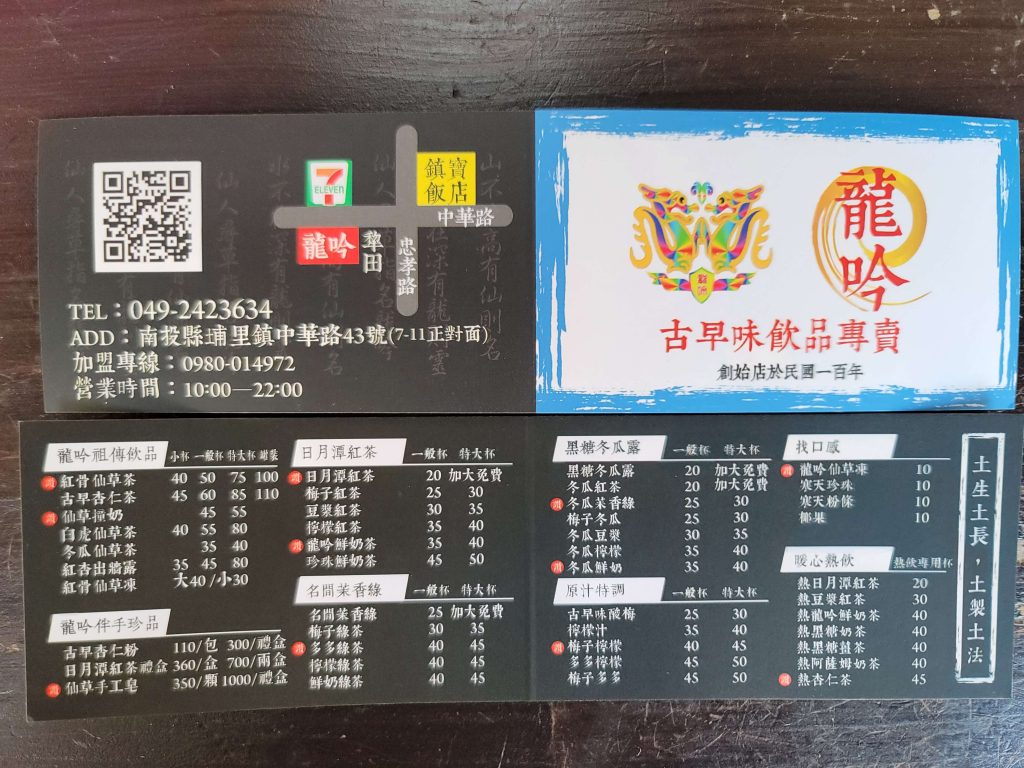 7
ELEVEN
鎮寶
飯店
中華路
龍吟
犂田
忠孝路
TEL：049-2423634
ADD：南投縣埔里鎮中華路43號(7-11正對面)
加盟專線：0980-014972
營業時間：10:00—22:00
龍吟
龍吟
古早味飲品專賣
創始店於民國一百年
龍吟祖傳飲品 小杯 一般杯 特大杯 甜湯
讚 紅骨仙草茶 40 50 75 100
古早杏仁茶 45 60 85 110
讚 仙草撞奶 45 55
白虎仙草茶 40 55 80
冬瓜仙草茶 35 40
讚 紅杏出牆露 35 45 80
紅骨仙草凍 大40/小30
龍吟伴手珍品
古早杏仁粉 110/包 300/禮盒
日月潭紅茶禮盒 360/盒 700/兩盒
讚 仙草手工皂 350/顆 1000/禮盒
日月潭紅茶 一般杯 特大杯
讚 日月潭紅茶 20 加大免費
梅子紅茶 25 30
豆漿紅茶 30 35
檸檬紅茶 35 40
讚 龍吟鮮奶茶 35 40
珍珠鮮奶茶 45 50
名間茉香綠 一般杯 特大杯
名間茉香綠 25 加大免費
梅子綠茶 30 35
讚 多多綠茶 40 45
檸檬綠茶 40 45
鮮奶綠茶 40 45
黑糖冬瓜露 一般杯 特大杯
黑糖冬瓜露 20 加大免費
冬瓜紅茶 20 加大免費
讚 冬瓜茉香綠 25 30
梅子冬瓜 25 30
冬瓜豆漿 30 35
冬瓜檸檬 35 40
讚 冬瓜鮮奶 35 40
原汁特調 一般杯 特大杯
古早味酸梅 25 30
檸檬汁 35 40
讚 梅子檸檬 40 45
多多檸檬 45 50
梅子多多 45 50
找口感
讚 龍吟仙草凍 10
寒天珍珠 10
寒天粉條 10
椰果 10
暖心熱飲 熱飲專用杯
熱日月潭紅茶 20
熱豆漿紅茶 30
熱龍吟鮮奶茶 40
熱黑糖奶茶 40
熱黑糖薑茶 40
熱阿薩姆奶茶 40
讚 熱杏仁茶 45
土生土長，土製土法